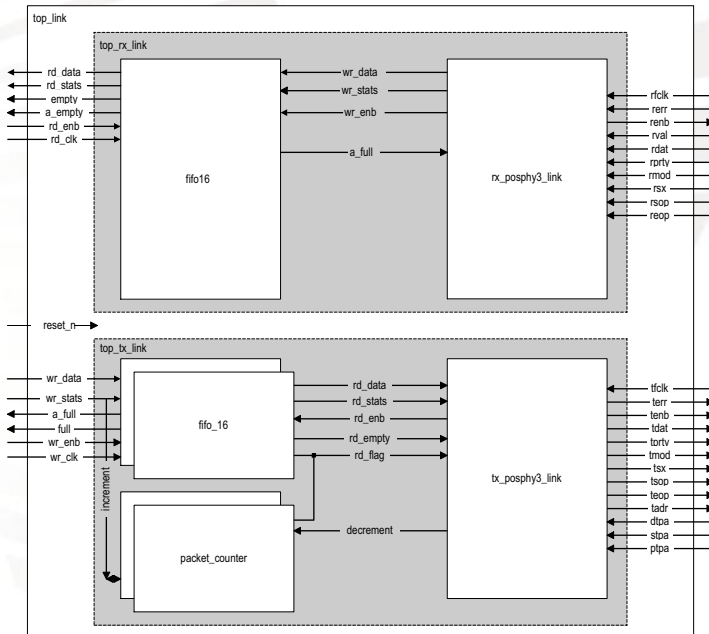 top_link
top_rx_link
rd_data
rd_stats
empty
a_empty
rd_enb
rd_clk
fifo16
wr_data
wr_stats
wr_enb
a_full
rx_posphy3_link
rfclk
rerr
renb
rval
rdat
rprty
rmod
rsx
rsop
reop
reset_n
top_tx_link
wr_data
wr_stats
a_full
full
wr_enb
wr_clk
increment
fifo_16
packet_counter
rd_data
rd_stats
rd_enb
rd_empty
rd_flag
decrement
tx_posphy3_link
tfclk
terr
tenb
tdat
tprty
tmod
tsx
tsop
teop
tadr
dtpa
stpa
ptpa